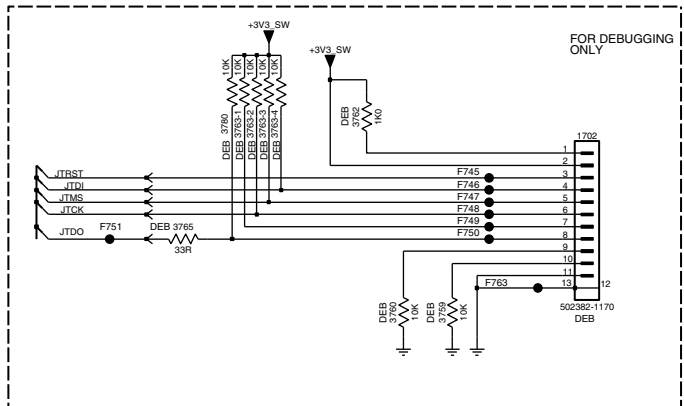 +3V3_SW
+3V3_SW
FOR DEBUGGING
ONLY
10K
10K
10K
10K
10K
DEB 3780
DEB 3763-1
DEB 3763-2
DEB 3763-3
DEB 3763-4
DEB
3762
1K0
1702
1
2
JTRST
F745
3
JTDI
F746
4
JTMS
F747
5
JTCK
F748
6
F749
7
JTDO
F751
DEB 3765
33R
F750
8
9
10
11
F763
13
12
DEB
3760
10K
DEB
3759
10K
502382-1170
DEB